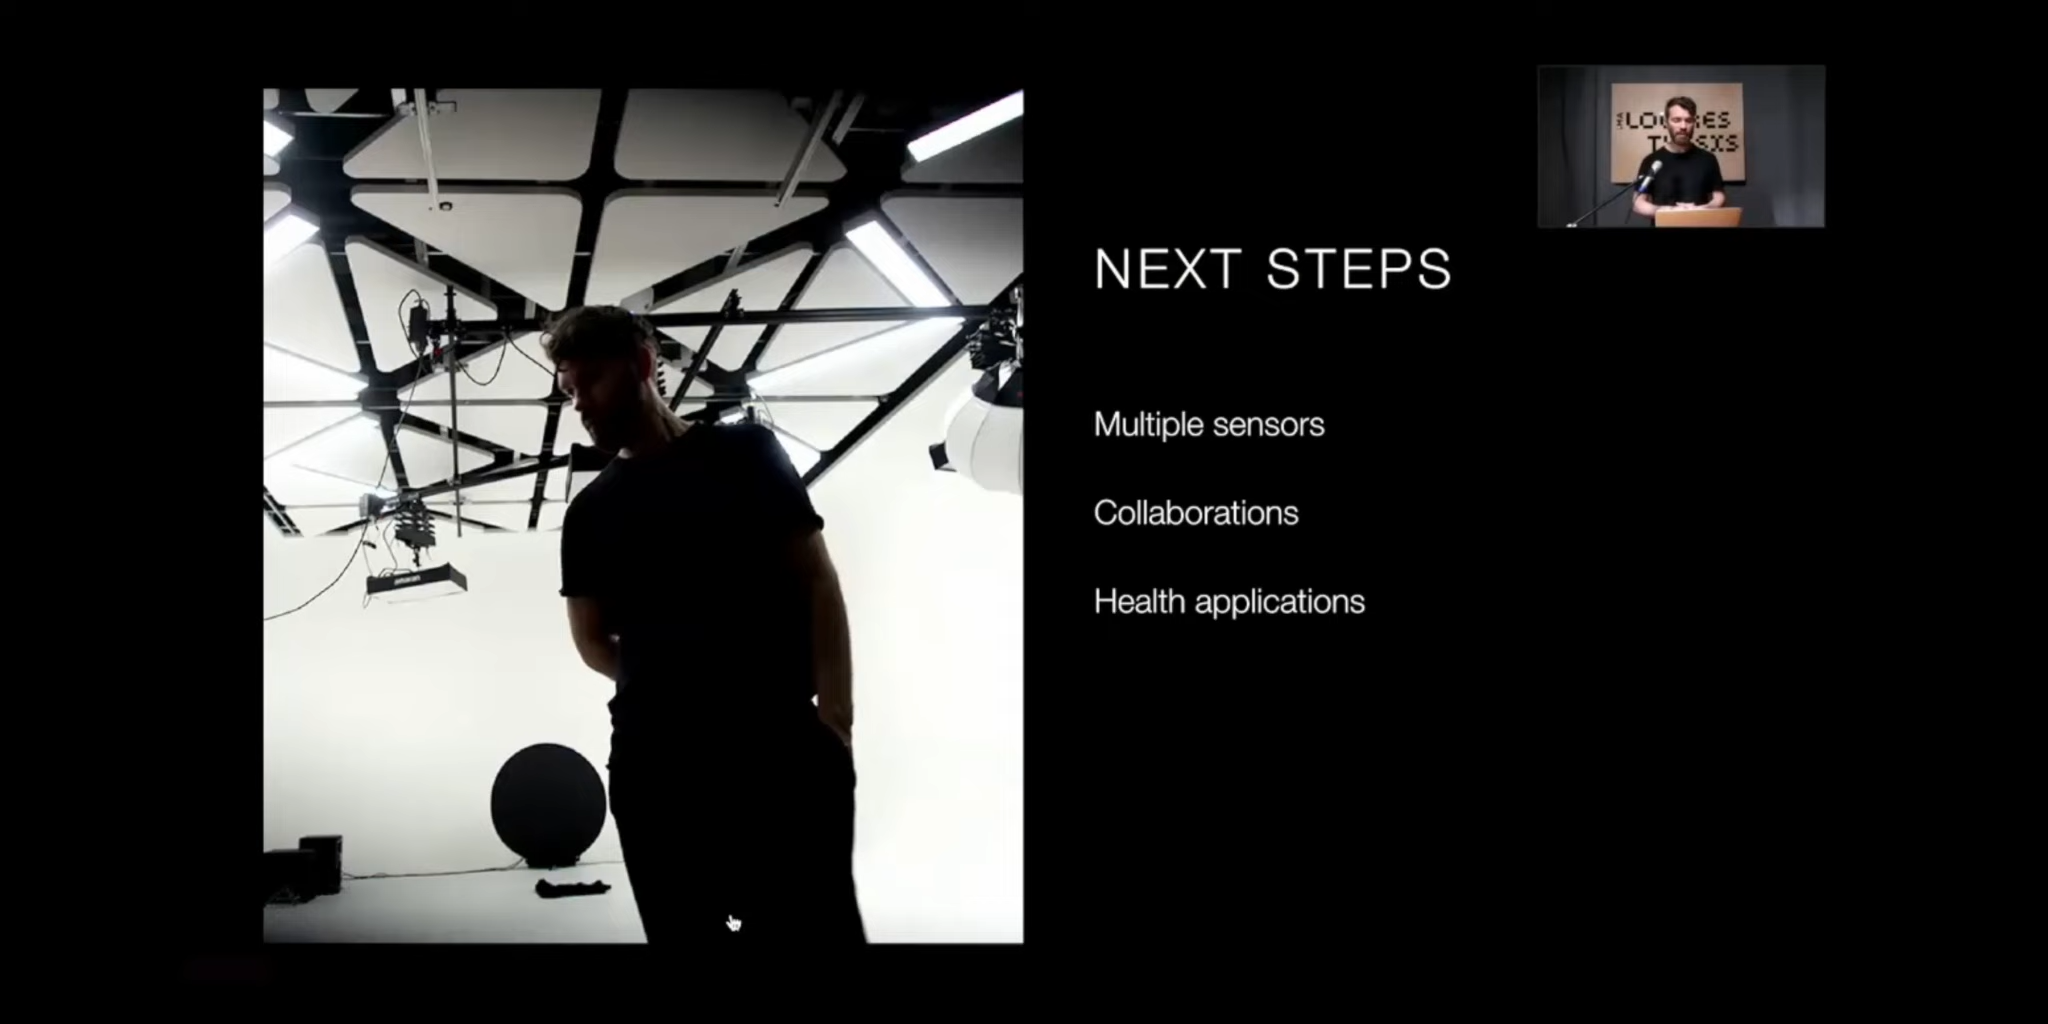 NEXT STEPS
Multiple sensors
Collaborations
Health applications